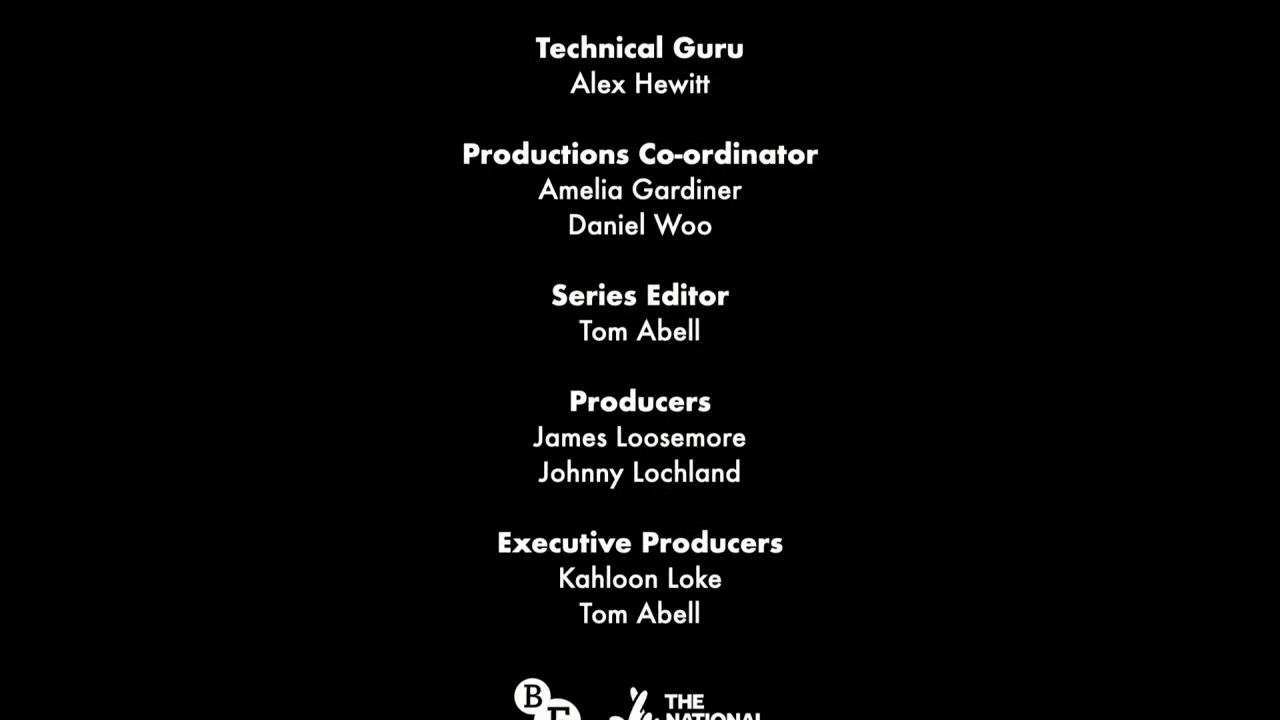 Technical Guru
Alex Hewitt
Productions Co-ordinator
Amelia Gardiner
Daniel Woo
Series Editor
Tom Abell
Producers
James Loosemore
Johnny Lochland
Executive Producers
Kahloon Loke
Tom Abell
B
F
THE
NATIONAL